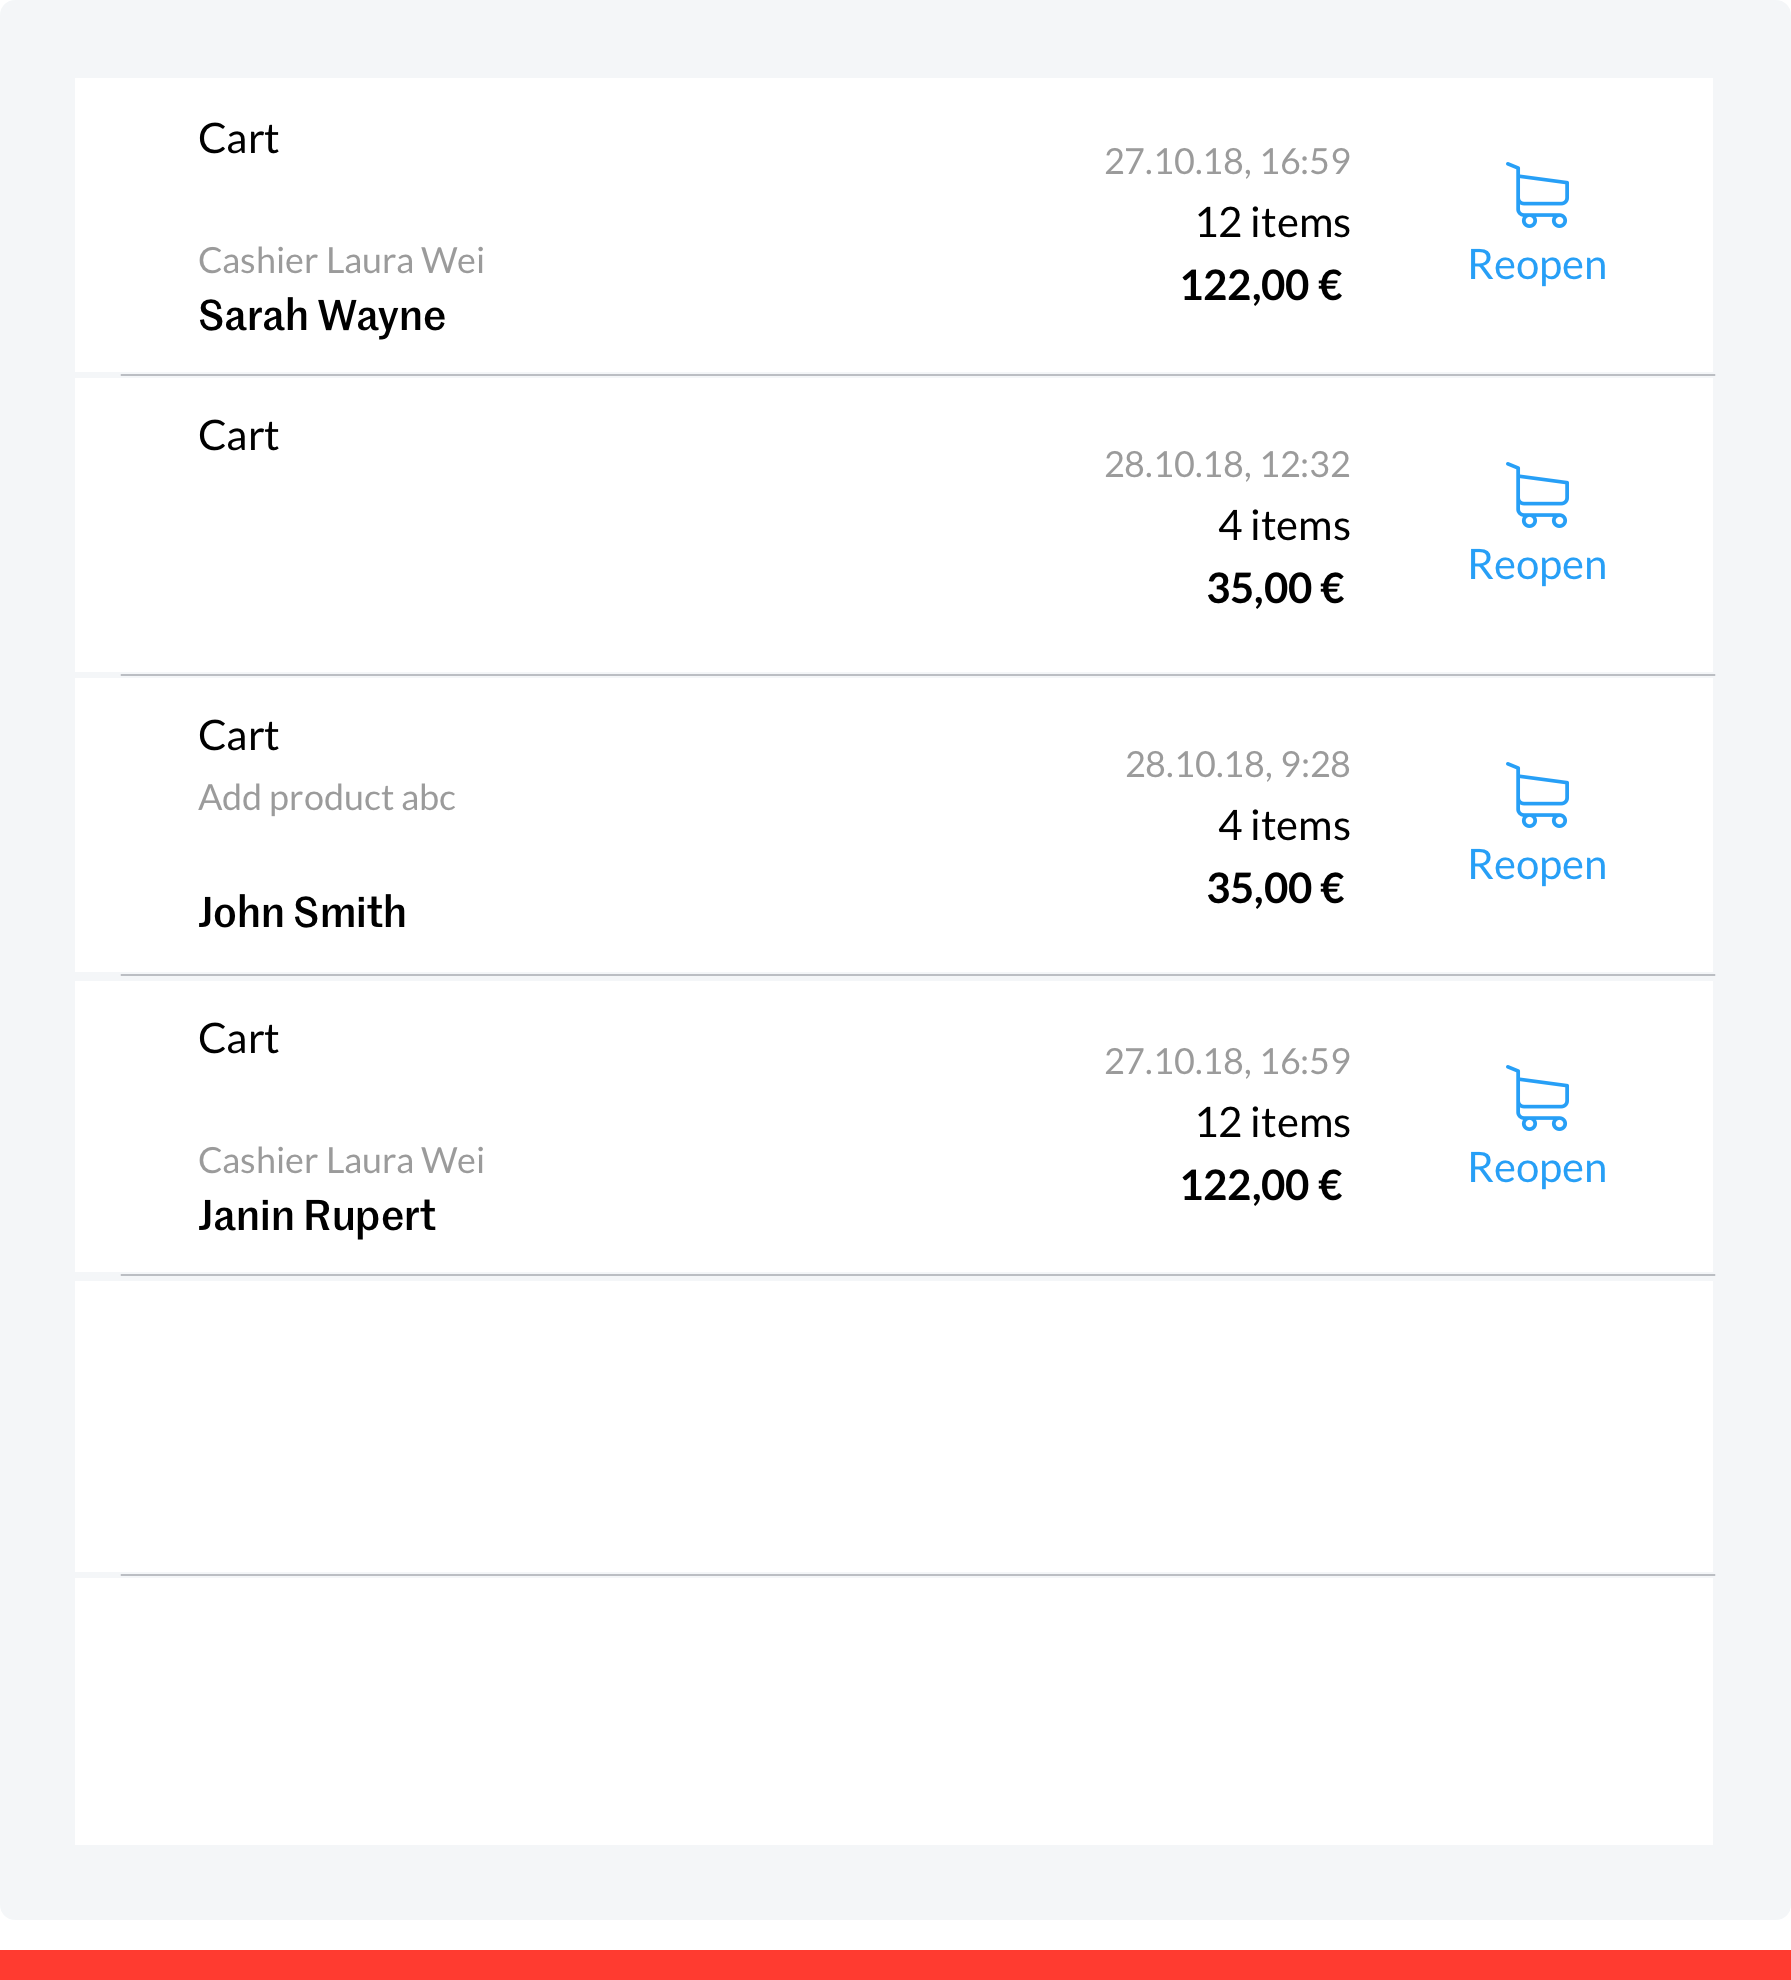 Cart
27.10.18, 16:59
12 items
122,00 €
Reopen
Cashier Laura Wei
Sarah Wayne
Cart
28.10.18, 12:32
4 items
35,00 €
Reopen
Cart
Add product abc
28.10.18, 9:28
4 items
35,00 €
Reopen
John Smith
Cart
27.10.18, 16:59
12 items
122,00 €
Reopen
Cashier Laura Wei
Janin Rupert